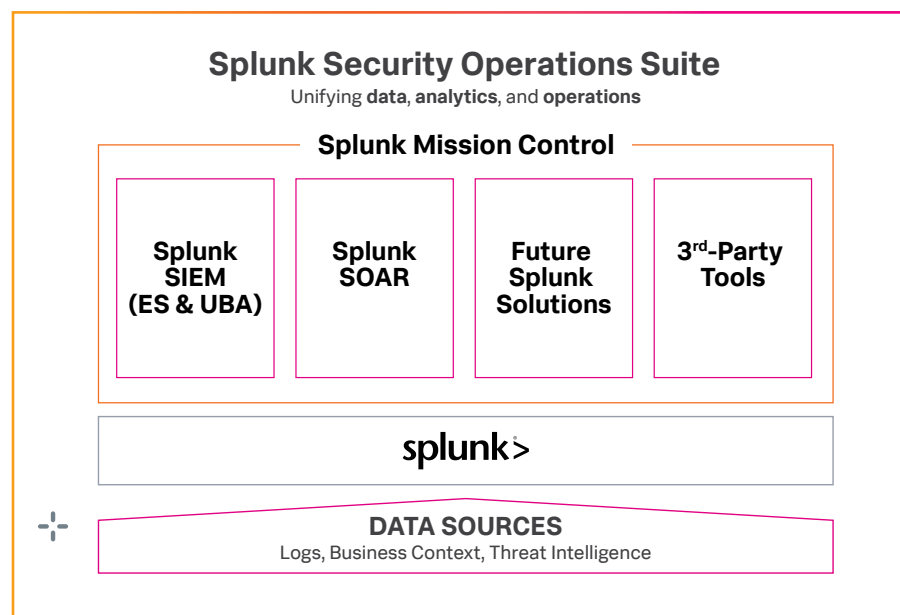 Splunk Security Operations Suite
Unifying data, analytics, and operations
Splunk Mission Control
Splunk
SIEM
(ES & UBA)
Splunk
SOAR
Future
Splunk
Solutions
3rd-Party
Tools
splunk>
DATA SOURCES
Logs, Business Context, Threat Intelligence